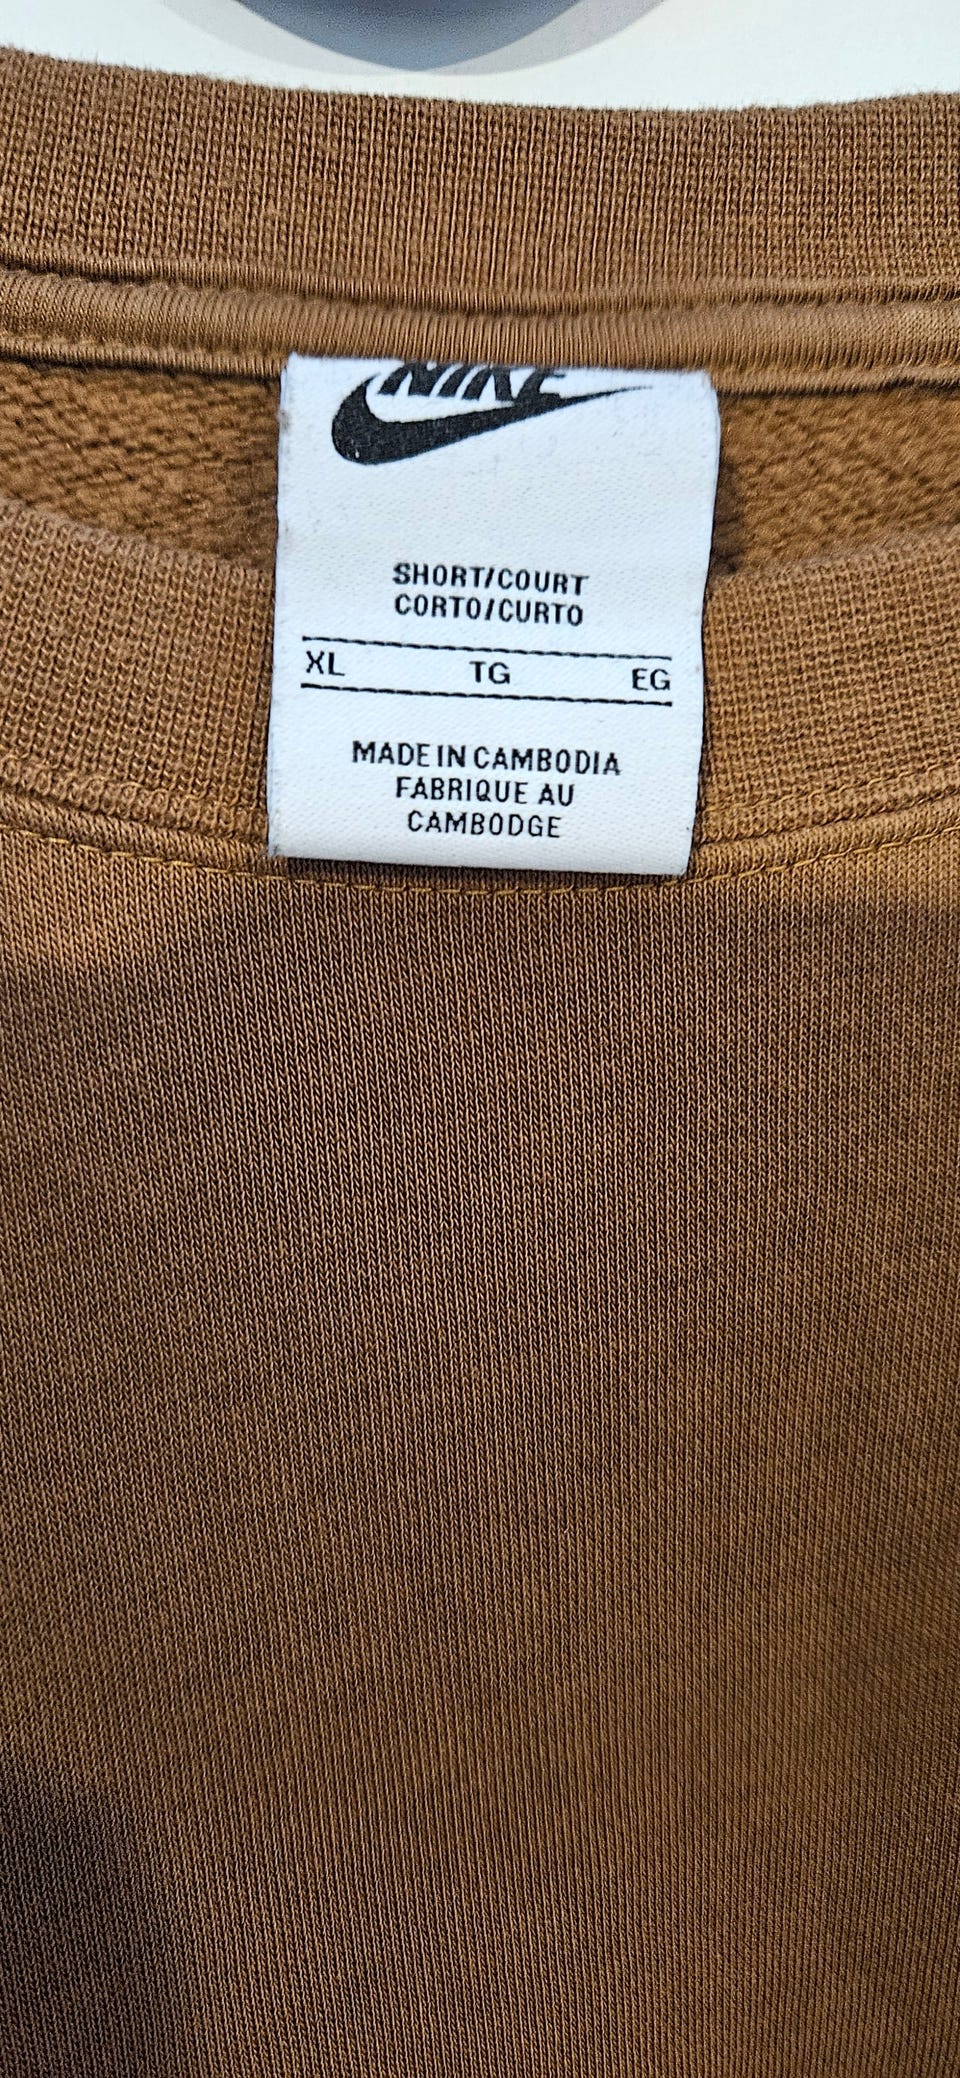 NIKE
SHORT/COURT
CORTO/CURTO
XL TG EG
MADE IN CAMBODIA
FABRIQUE AU
CAMBODGE